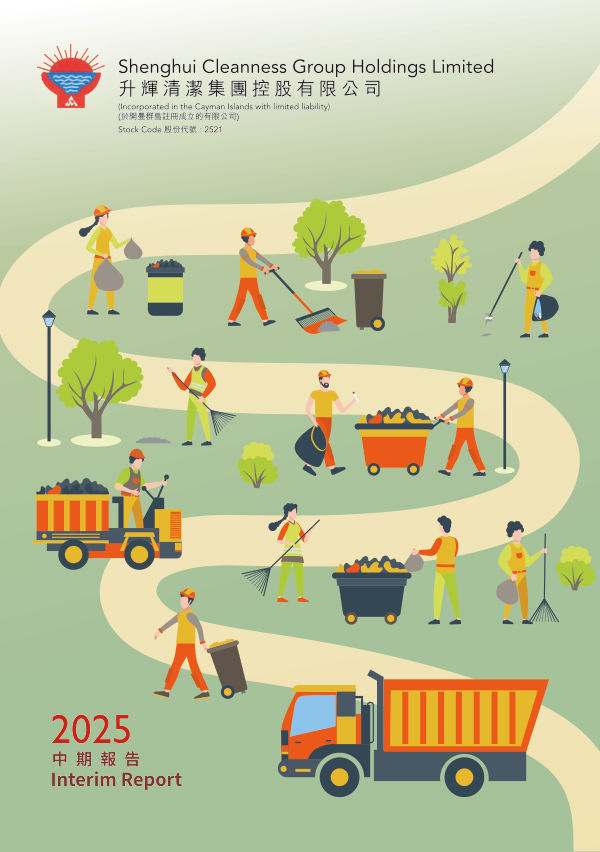 Shenghui Cleanness Group Holdings Limited
升輝清潔集團控股有限公司
(Incorporated in the Cayman Islands with limited liability)
(於開曼群島註冊成立的有限公司)
Stock Code 股份代號 : 2521
2025
中期報告
Interim Report